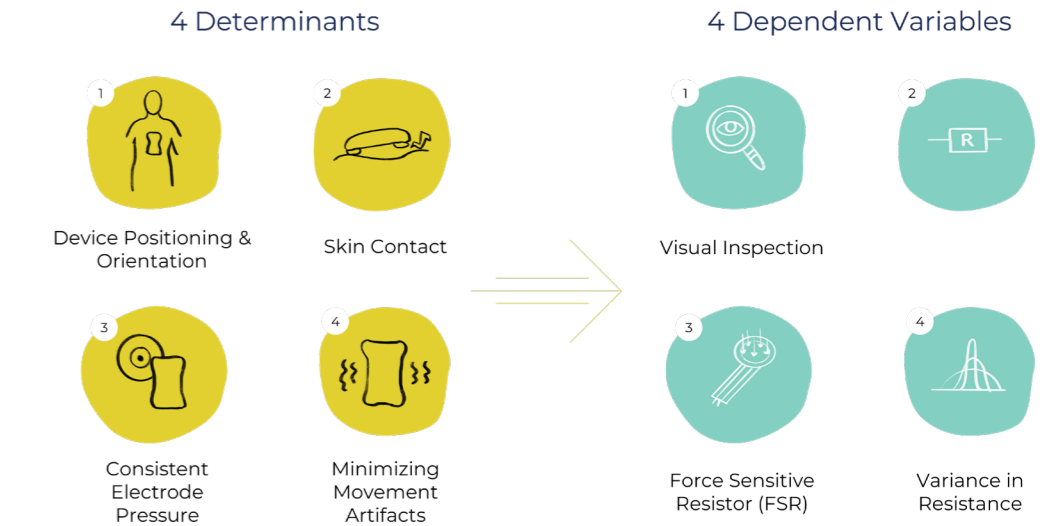 4 Determinants
4 Dependent Variables
1
2
1
2
R
Device Positioning &
Orientation
Skin Contact
Visual Inspection
3
4
3
4
Consistent
Electrode
Pressure
Minimizing
Movement
Artifacts
Force Sensitive
Resistor (FSR)
Variance in
Resistance